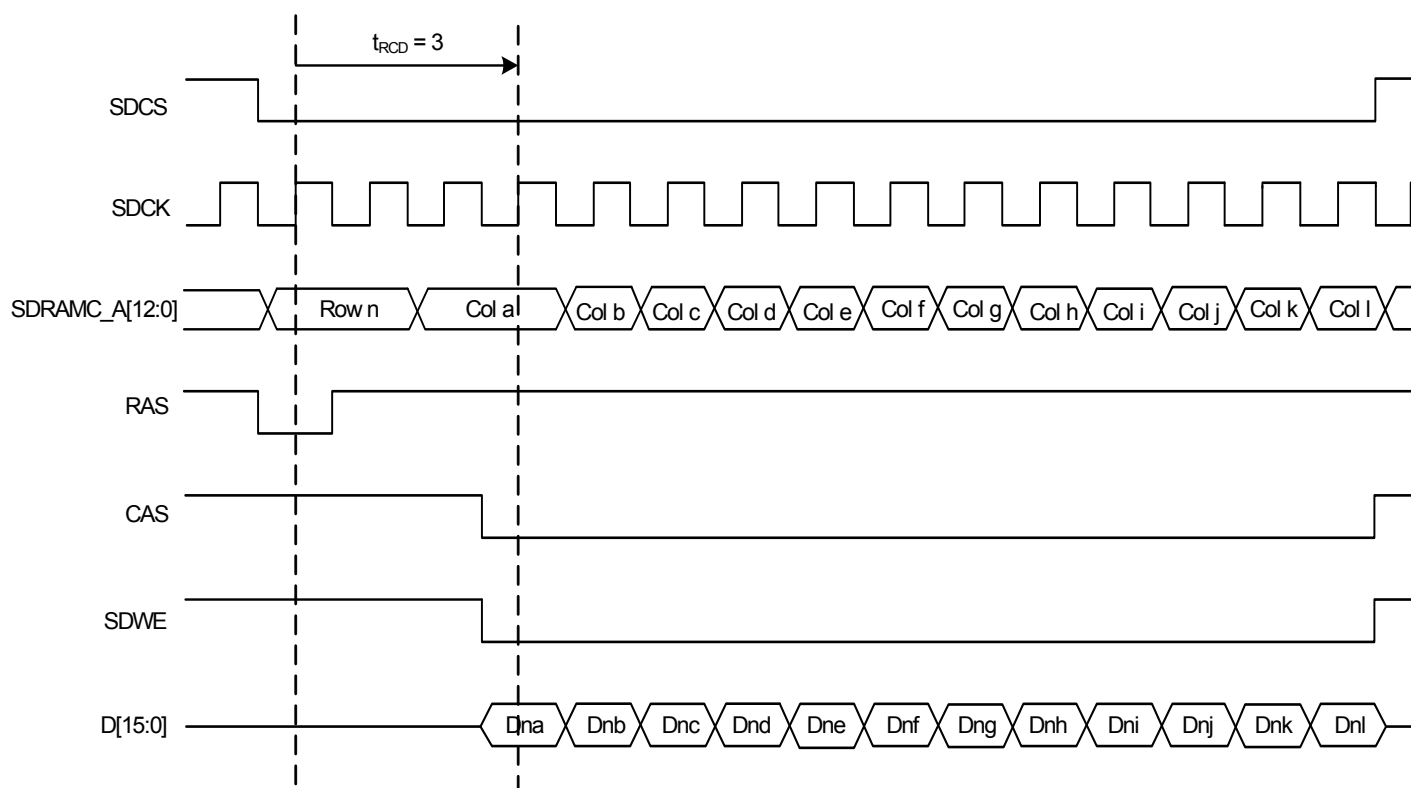 tRCD = 3
SDCS
SDCK
SDRAMC_A[12:0] Row n Col a Col b Col c Col d Col e Col f Col g Col h Col i Col j Col k Col l
RAS
CAS
SDWE
D[15:0] Dna Dnb Dnc Dnd Dne Dnf Dng Dnh Dni Dnj Dnk Dnl